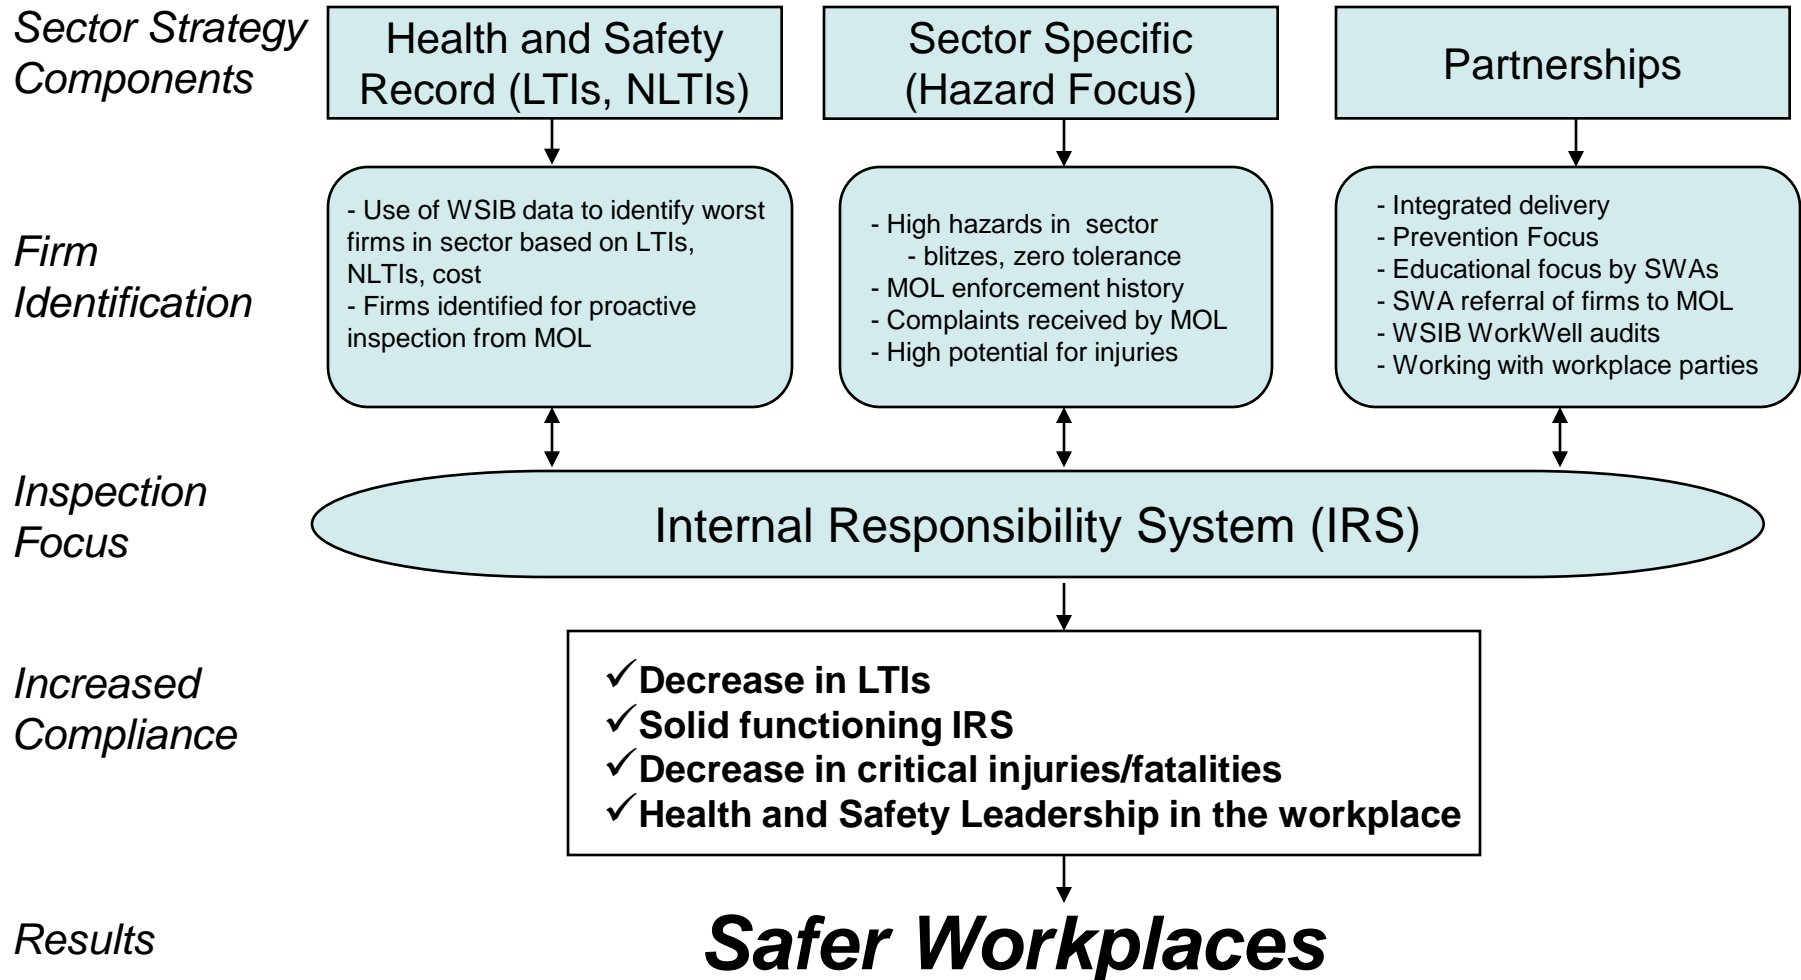 Sector Strategy
Components
Health and Safety
Record (LTIs, NLTIs)
Sector Specific
(Hazard Focus)
Partnerships
Firm
Identification
- Use of WSIB data to identify worst
firms in sector based on LTIs,
NLTIs, cost
- Firms identified for proactive
inspection from MOL
- High hazards in sector
- blitzes, zero tolerance
- MOL enforcement history
- Complaints received by MOL
- High potential for injuries
- Integrated delivery
- Prevention Focus
- Educational focus by SWAs
- SWA referral of firms to MOL
- WSIB WorkWell audits
- Working with workplace parties
Inspection
Focus
Internal Responsibility System (IRS)
Increased
Compliance
✓Decrease in LTIs
✓Solid functioning IRS
✓Decrease in critical injuries/fatalities
✓Health and Safety Leadership in the workplace
Results
Safer Workplaces